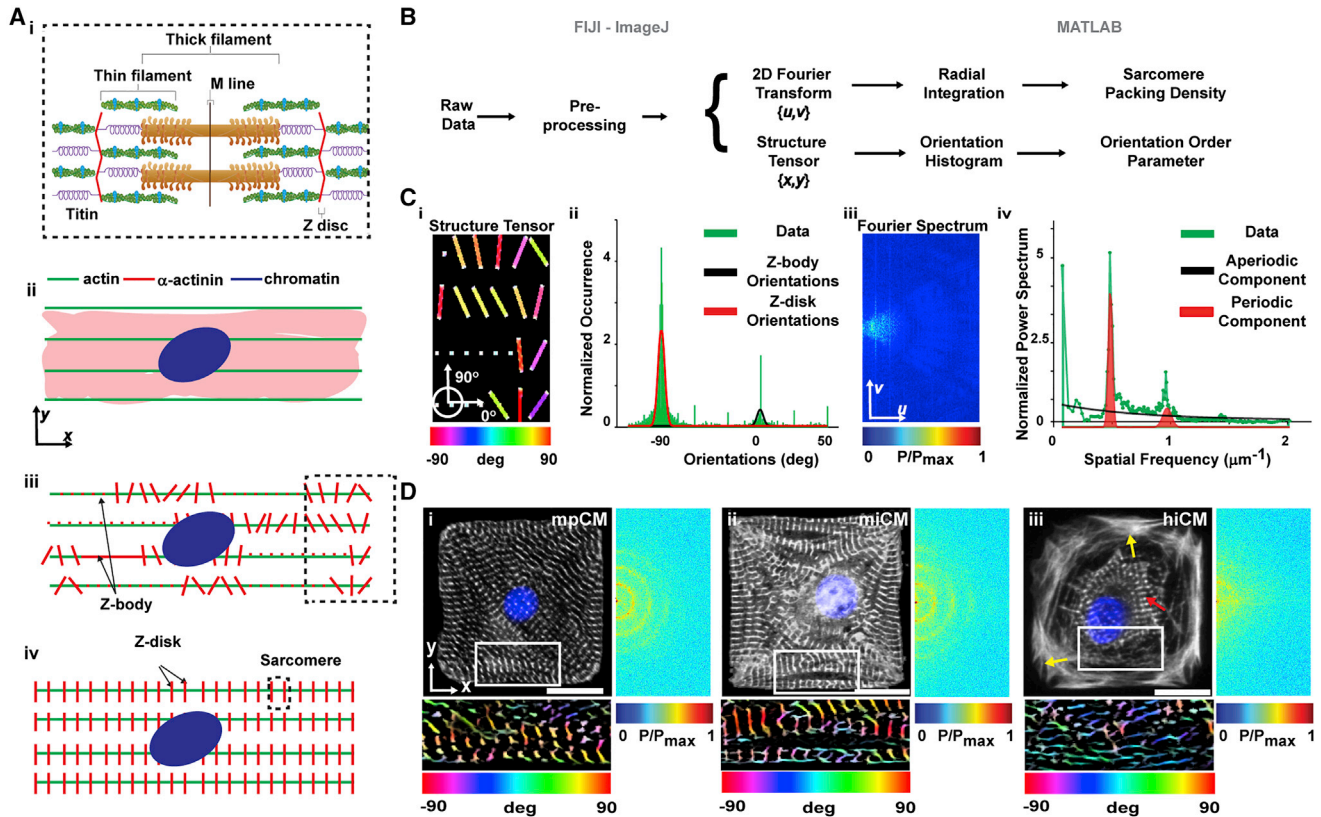 A
i
Thick filament
Thin filament
M line
Titin
Z disc
actin
α-actinin
chromatin
ii
y
x
iii
Z-body
iv
Z-disk
Sarcomere
B
FIJI - ImageJ
MATLAB
Raw
Data
Pre-
processing
{
2D Fourier
Transform
{u,v}
Radial
Integration
Sarcomere
Packing Density
Structure
Tensor
{x,y}
Orientation
Histogram
Orientation Order
Parameter
C
i
Structure Tensor
90°
0°
-90
deg
90
ii
Normalized Occurrence
4
2
0
-90
0
50
Orientations (deg)
Data
Z-body
Orientations
Z-disk
Orientations
iii
Fourier Spectrum
v
u
0
P/Pmax
1
iv
Normalized Power Spectrum
5
0
0
1
2
Spatial Frequency (μm-1)
Data
Aperiodic
Component
Periodic
Component
D
i
mpCM
y
x
0
P/Pmax
1
-90
deg
90
ii
miCM
0
P/Pmax
1
-90
deg
90
iii
hiCM
0
P/Pmax
1
-90
deg
90